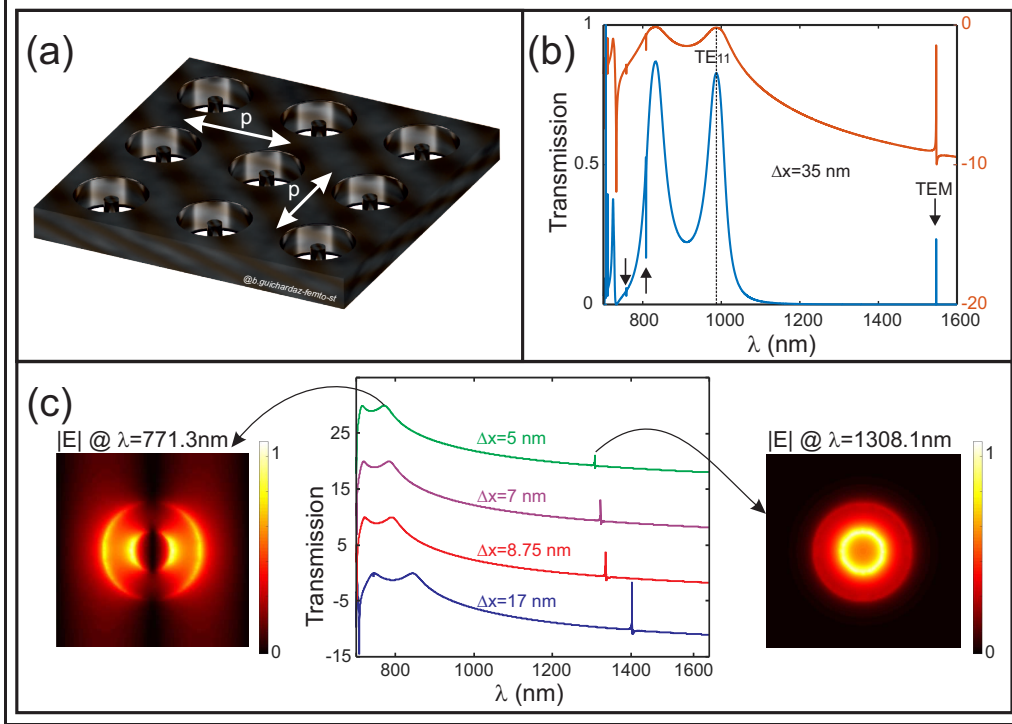 (a)
p
p
@b.guichardaz-femto-st
(b)
Transmission
1
0.5
0
0
-10
-20
TE₁₁
Δx=35 nm
TEM
800
1000
1200
1400
1600
λ (nm)
(c)
|E| @ λ=771.3nm
1
0
Transmission
25
15
5
-5
-15
Δx=5 nm
Δx=7 nm
Δx=8.75 nm
Δx=17 nm
800
1000
1200
1400
1600
λ (nm)
|E| @ λ=1308.1nm
1
0